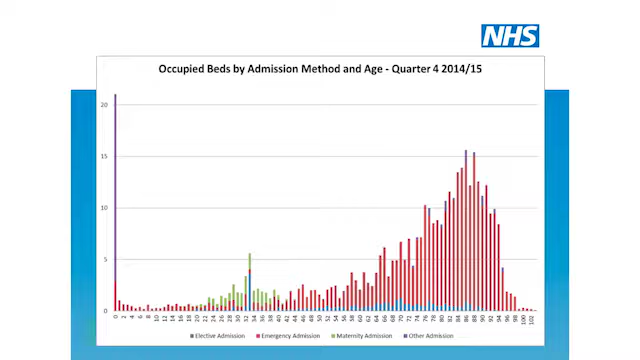 NHS
Occupied Beds by Admission Method and Age - Quarter 4 2014/15
20
15
10
5
0
0 2 4 6 8 10 12 14 16 18 20 22 24 26 28 30 32 34 36 38 40 42 44 46 48 50 52 54 56 58 60 62 64 66 68 70 72 74 76 78 80 82 84 86 88 90 92 94 96 98 100 102
Elective Admission Emergency Admission Maternity Admission Other Admission